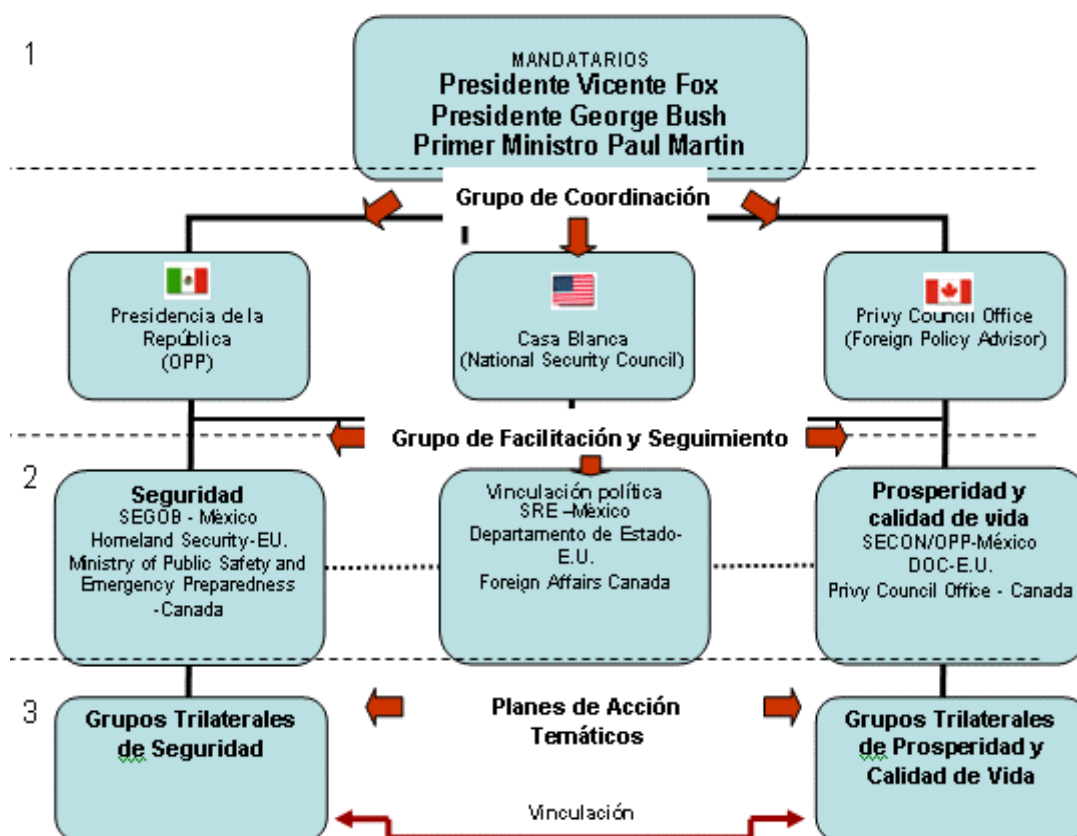 1
MANDATARIOS
Presidente Vicente Fox
Presidente George Bush
Primer Ministro Paul Martin
Grupo de Coordinación
Presidencia de la
República
(OPP)
Casa Blanca
(National Security Council)
Privy Council Office
(Foreign Policy Advisor)
Grupo de Facilitación y Seguimiento
2
Seguridad
SEGOB - México
Homeland Security-EU.
Ministry of Public Safety and
Emergency Preparedness
-Canada
Vinculación política
SRE –México
Departamento de Estado-
E.U.
Foreign Affairs Canada
Prosperidad y
calidad de vida
SECON/OPP-México
DOC-E.U.
Privy Council Office - Canada
3
Grupos Trilaterales
de Seguridad
Planes de Acción
Temáticos
Grupos Trilaterales
de Prosperidad y
Calidad de Vida
Vinculación